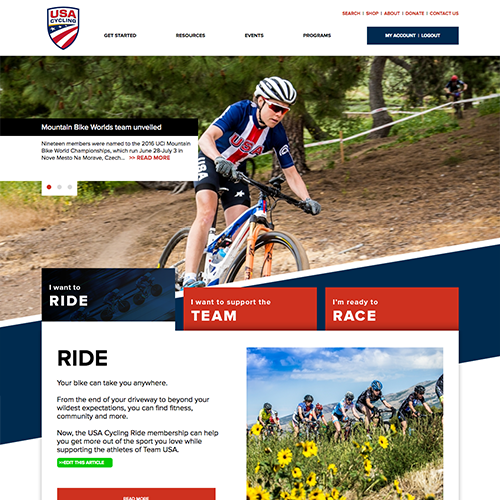 USA
CYCLING
SEARCH | SHOP | ABOUT | DONATE | CONTACT US
GET STARTED RESOURCES EVENTS PROGRAMS
MY ACCOUNT | LOGOUT
Mountain Bike Worlds team unveiled
Nineteen members were named to the 2016 UCI Mountain
Bike World Championships, which run June 28-July 3 in
Nove Mesto Na Morave, Czech... >> READ MORE
USA
USA
I want to
RIDE
I want to support the
TEAM
I'm ready to
RACE
RIDE
Your bike can take you anywhere.
From the end of your driveway to beyond your
wildest expectations, you can find fitness,
community and more.
Now, the USA Cycling Ride membership can help
you get more out of the sport you love while
supporting the athletes of Team USA.
>>EDIT THIS ARTICLE
READ MORE